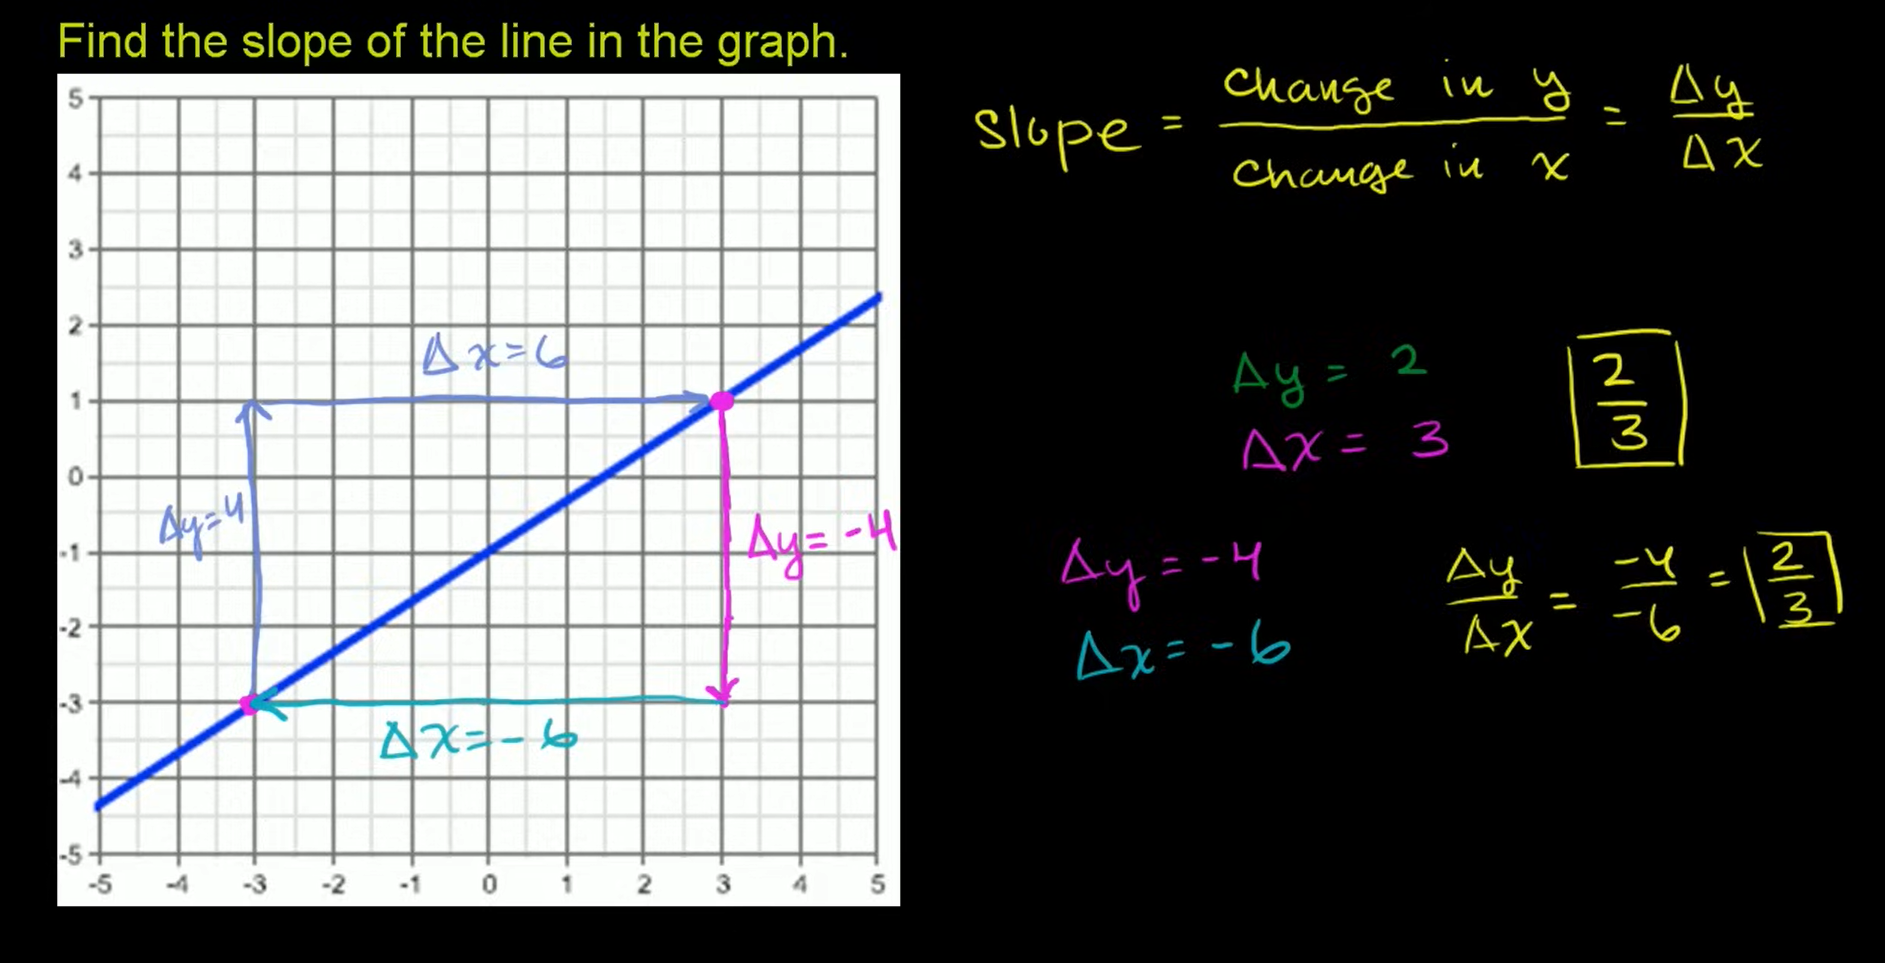 Find the slope of the line in the graph.
slope = change in y / change in x = Δy / Δx
5
4
3
2
1
0
-1
-2
-3
-4
-5
-5 -4 -3 -2 -1 0 1 2 3 4 5
Δx=6
Δy=4
Δy=-4
Δx=-6
Δy = 2
Δx = 3
2/3
Δy = -4
Δx = -6
Δy/Δx = -4/-6 = 2/3